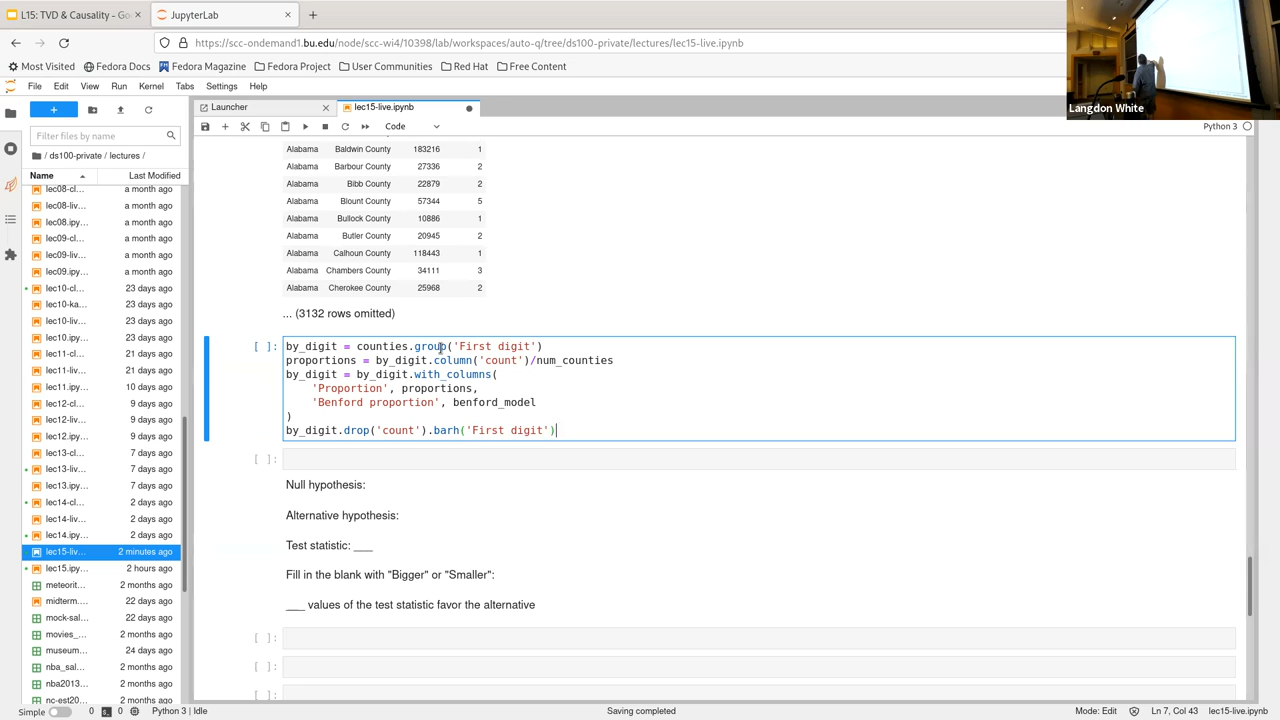 L15: TVD & Causality - Go
JupyterLab
https://scc-ondemand1.bu.edu/node/scc-wi4/10398/lab/workspaces/auto-q/tree/ds100-private/lectures/lec15-live.ipynb
Most Visited Fedora Docs Fedora Magazine Fedora Project User Communities Red Hat Free Content
Langdon White
File Edit View Run Kernel Tabs Settings Help
Launcher
lec15-live.ipynb
Code
Python 3
Filter files by name
/ ds100-private / lectures /
Name Last Modified
lec08-cl... a month ago
lec08-liv... a month ago
lec08.ipy... a month ago
lec09-cl... a month ago
lec09-liv... a month ago
lec09.ipy... a month ago
lec10-cl... 23 days ago
lec10-ka... 23 days ago
lec10-liv... 23 days ago
lec10.ipy... 23 days ago
lec11-cl... 21 days ago
lec11-liv... 21 days ago
lec11.ipy... 10 days ago
lec12-cl... 9 days ago
lec12-liv... 9 days ago
lec12.ipy... 9 days ago
lec13-cl... 7 days ago
lec13-liv... 7 days ago
lec13.ipy... 7 days ago
lec14-cl... 2 days ago
lec14-liv... 2 days ago
lec14.ipy... 2 days ago
lec15-liv... 2 minutes ago
lec15.ipy... 2 hours ago
meteorit... 2 months ago
midterm.... 22 days ago
mock-sal... 22 days ago
movies_... 2 months ago
museum... 24 days ago
nba_sal... 2 months ago
nba2013... 2 months ago
nc-est20... 2 months ago
Alabama Baldwin County 183216 1
Alabama Barbour County 27336 2
Alabama Bibb County 22879 2
Alabama Blount County 57344 5
Alabama Bullock County 10886 1
Alabama Butler County 20945 2
Alabama Calhoun County 118443 1
Alabama Chambers County 34111 3
Alabama Cherokee County 25968 2
... (3132 rows omitted)
[ ]: by_digit = counties.group('First digit')
proportions = by_digit.column('count')/num_counties
by_digit = by_digit.with_columns(
'Proportion', proportions,
'Benford proportion', benford_model
)
by_digit.drop('count').barh('First digit')
[ ]:
Null hypothesis:
Alternative hypothesis:
Test statistic: ___
Fill in the blank with "Bigger" or "Smaller":
___ values of the test statistic favor the alternative
[ ]:
[ ]:
[ ]:
Simple 0 0 Python 3 | Idle Saving completed Mode: Edit Ln 7, Col 43 lec15-live.ipynb